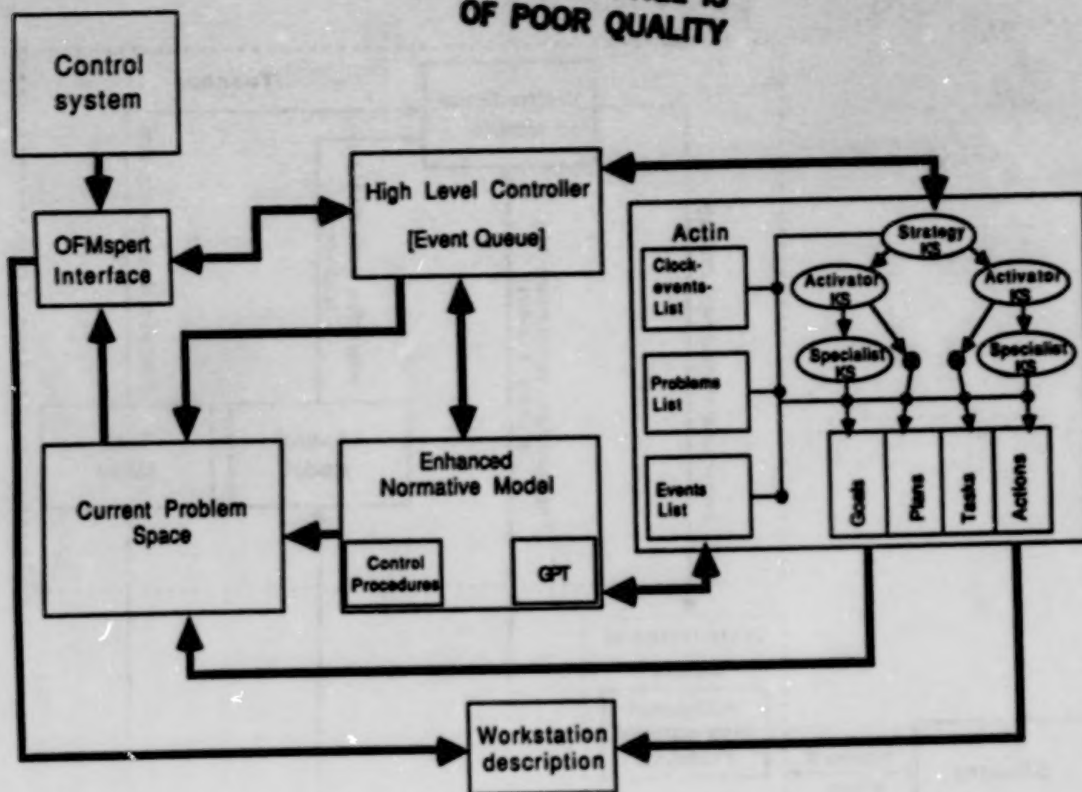 OF POOR QUALITY
Control
system
OFMspert
Interface
High Level Controller
[Event Queue]
Actin
Clock-
events-
List
Problems
List
Events
List
Strategy
KS
Activator
KS
Activator
KS
Specialist
KS
Specialist
KS
Goals
Plans
Tasks
Actions
Current Problem
Space
Enhanced
Normative Model
Control
Procedures
GPT
Workstation
description